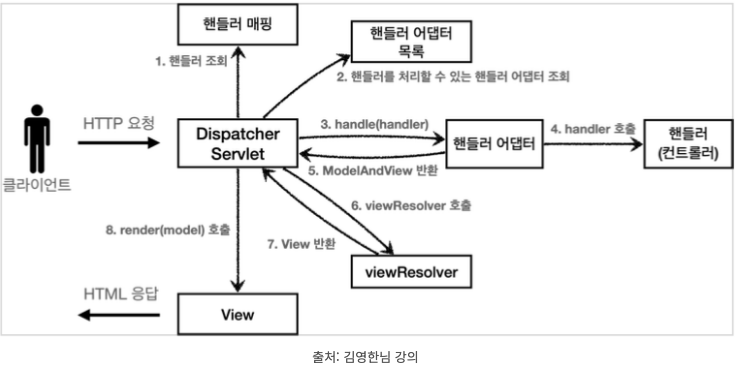 핸들러 매핑
핸들러 어댑터
목록
1. 핸들러 조회
2. 핸들러를 처리할 수 있는 핸들러 어댑터 조회
HTTP 요청
Dispatcher
Servlet
3. handle(handler)
핸들러 어댑터
4. handler 호출
핸들러
(컨트롤러)
클라이언트
5. ModelAndView 반환
6. viewResolver 호출
8. render(model) 호출
7. View 반환
viewResolver
HTML 응답
View
출처: 김영한님 강의